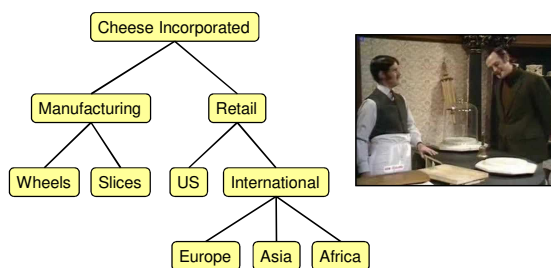 Cheese Incorporated
Manufacturing Retail
Wheels Slices US International
Europe Asia Africa